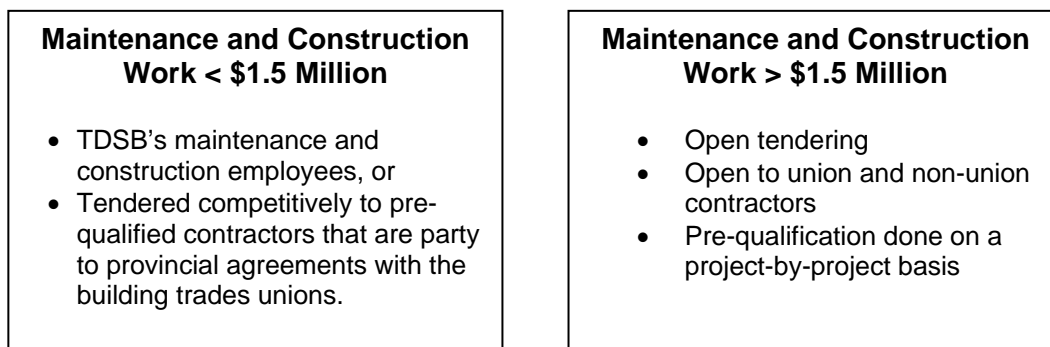 Maintenance and Construction
Work < $1.5 Million
• TDSB’s maintenance and
construction employees, or
• Tendered competitively to pre-
qualified contractors that are party
to provincial agreements with the
building trades unions.
Maintenance and Construction
Work > $1.5 Million
• Open tendering
• Open to union and non-union
contractors
• Pre-qualification done on a
project-by-project basis